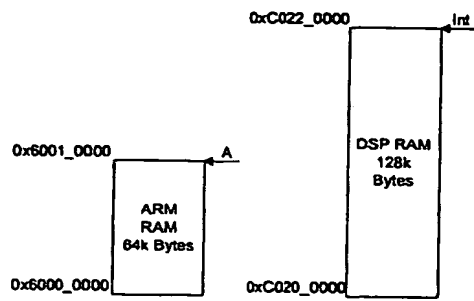 0xC022_0000
Int
DSP RAM
128k
Bytes
0x6001_0000
A
ARM
RAM
64k Bytes
0x6000_0000
0xC020_0000